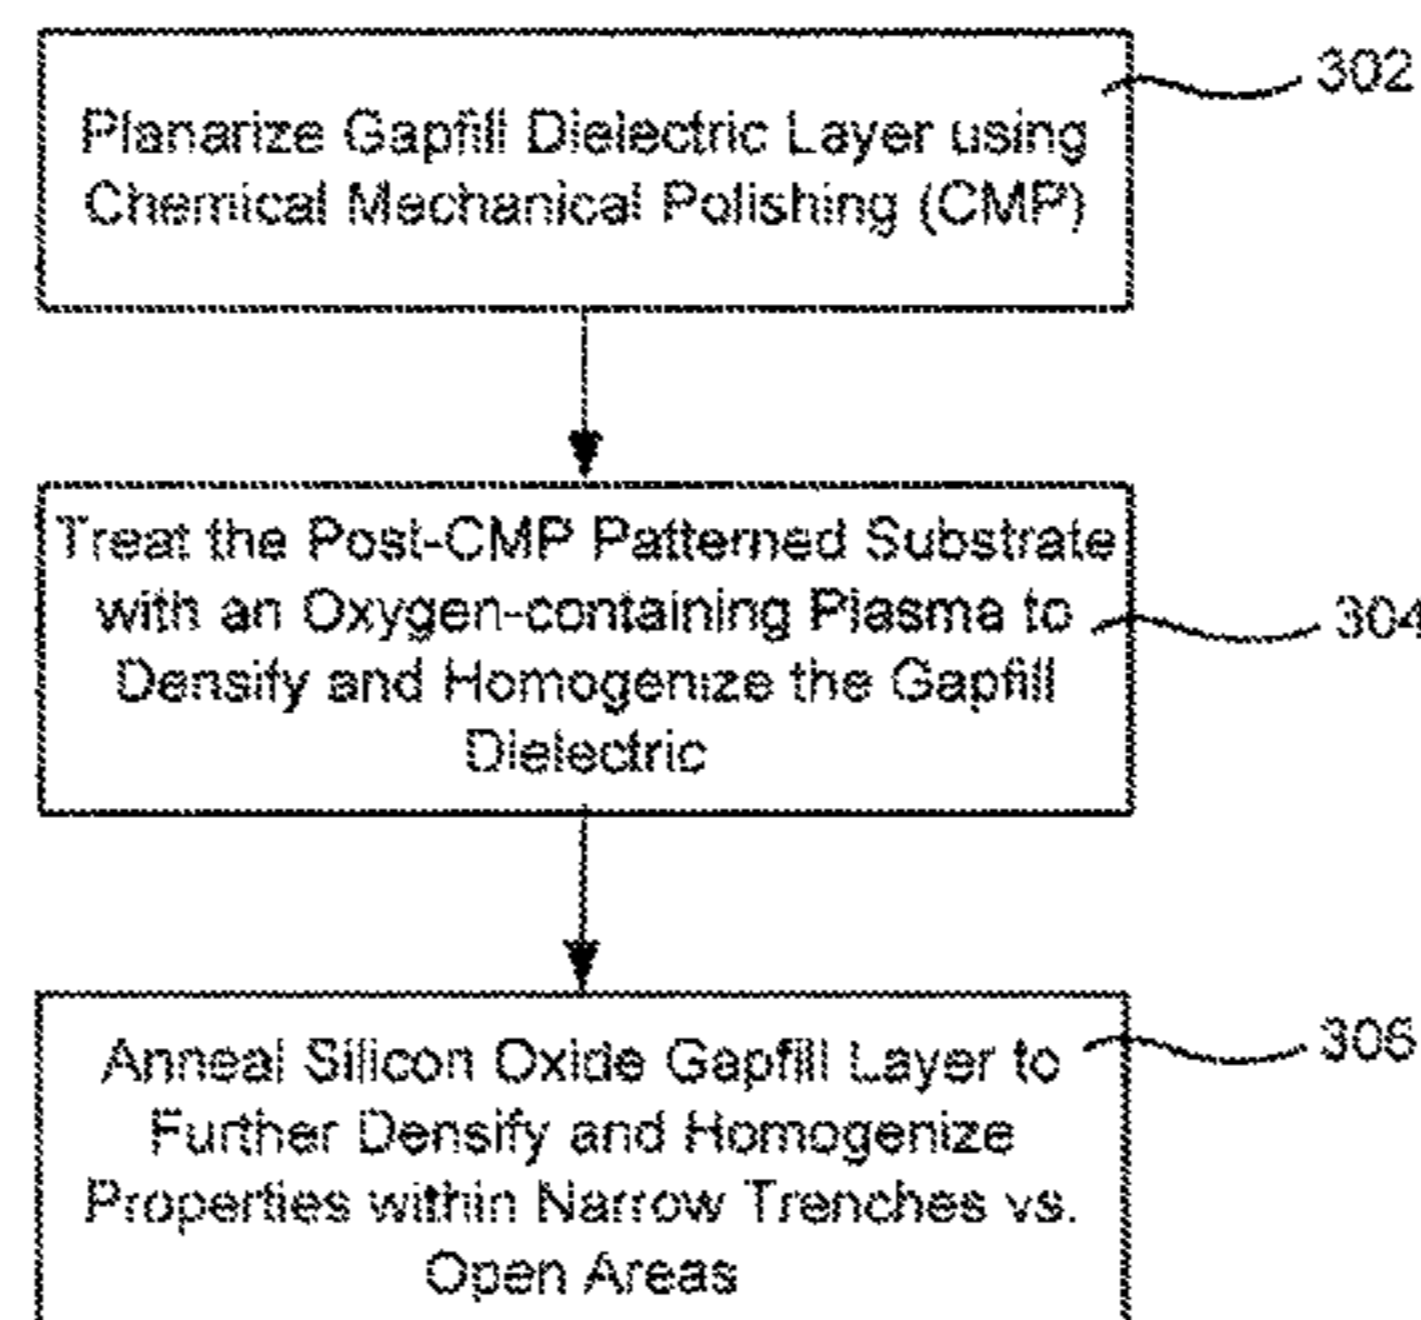 Planarize Gapfill Dielectric Layer using
Chemical Mechanical Polishing (CMP)
302
Treat the Post-CMP Patterned Substrate
with an Oxygen-containing Plasma to
Densify and Homogenize the Gapfill
Dielectric
304
Anneal Silicon Oxide Gapfill Layer to
Further Densify and Homogenize
Properties within Narrow Trenches vs.
Open Areas
306